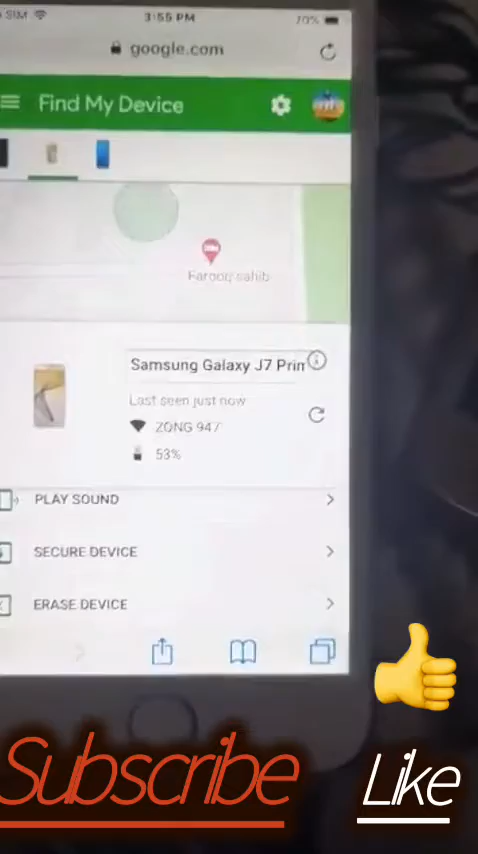 SIM
3:55 PM
70%
google.com
Find My Device
Farooq sahib
Samsung Galaxy J7 Prin
Last seen just now
ZONG 947
53%
PLAY SOUND
SECURE DEVICE
ERASE DEVICE
Subscribe
Like